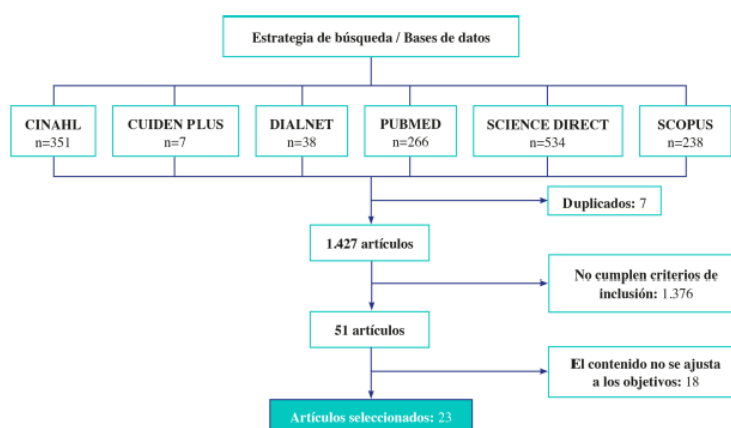 Estrategia de búsqueda / Bases de datos
CINAHL
n=351
CUIDEN PLUS
n=7
DIALNET
n=38
PUBMED
n=266
SCIENCE DIRECT
n=534
SCOPUS
n=238
Duplicados: 7
1.427 artículos
No cumplen criterios de
inclusión: 1.376
51 artículos
El contenido no se ajusta
a los objetivos: 18
Artículos seleccionados: 23